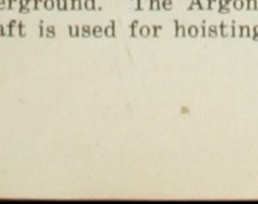 erground. The Argon
aft is used for hoisting